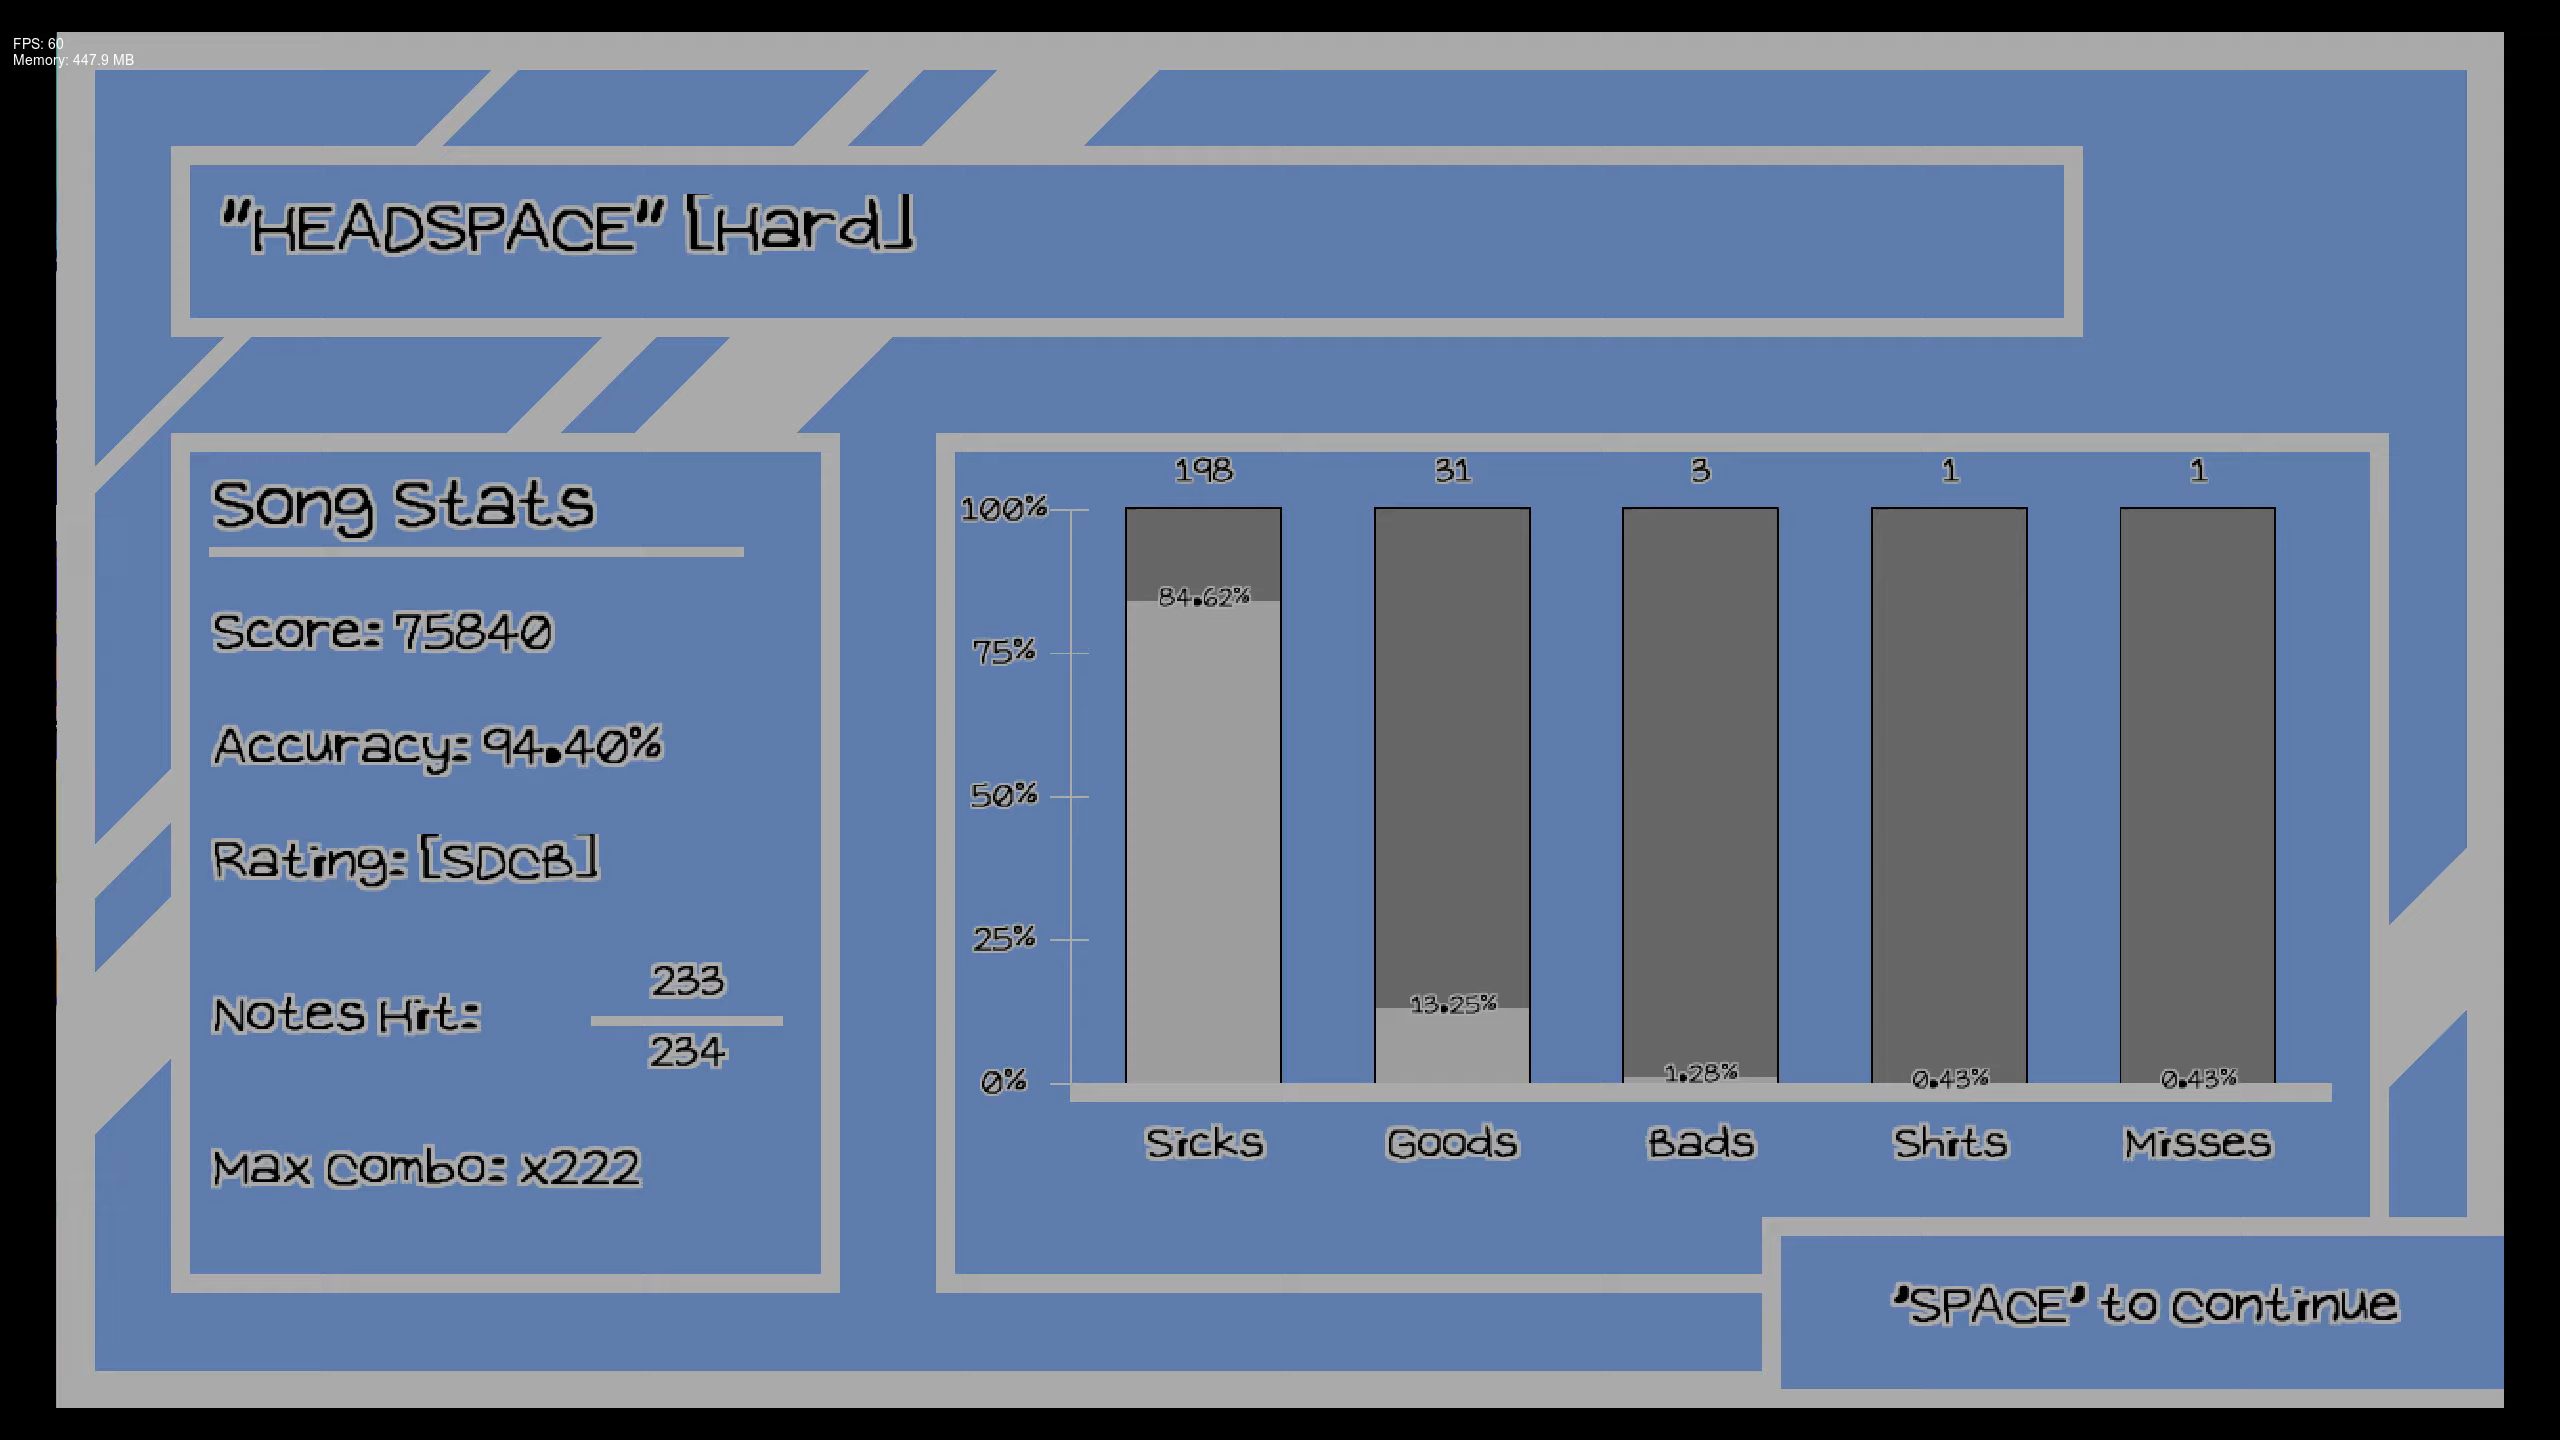 FPS: 60
Memory: 447.9 MB
"HEADSPACE" [Hard]
Song Stats
Score: 75840
Accuracy: 94.40%
Rating: [SDCB]
Notes Hit:
233
234
Max Combo: x222
198 31 3 1 1
100%
75%
50%
25%
0%
84.62%
13.25%
1.28%
0.43%
0.43%
Sicks Goods Bads Shits Misses
'SPACE' to continue